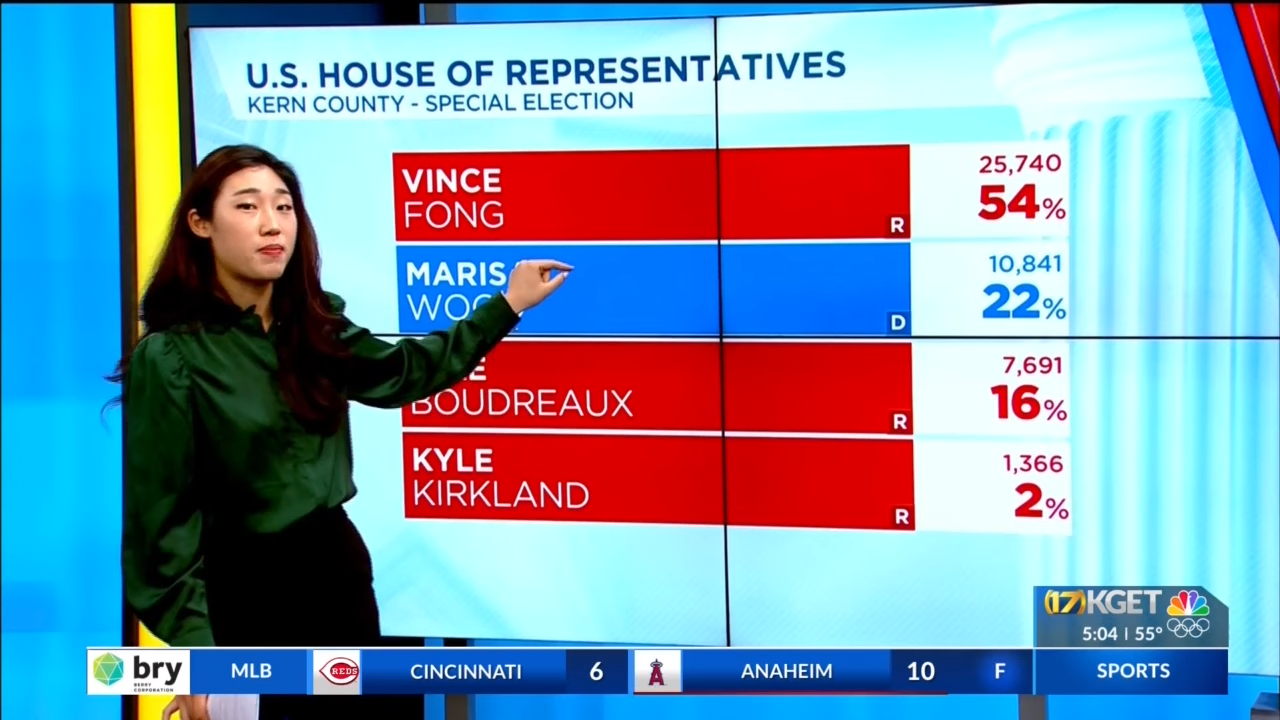 U.S. HOUSE OF REPRESENTATIVES
KERN COUNTY - SPECIAL ELECTION
VINCE
FONG
R
25,740
54%
MARIS
D
10,841
22%
BOUDREAUX
R
7,691
16%
KYLE
KIRKLAND
R
1,366
2%
17 KGET
5:04 | 55°
bry
BERRY CORPORATION
MLB
REDS
CINCINNATI 6
A
ANAHEIM 10 F
SPORTS